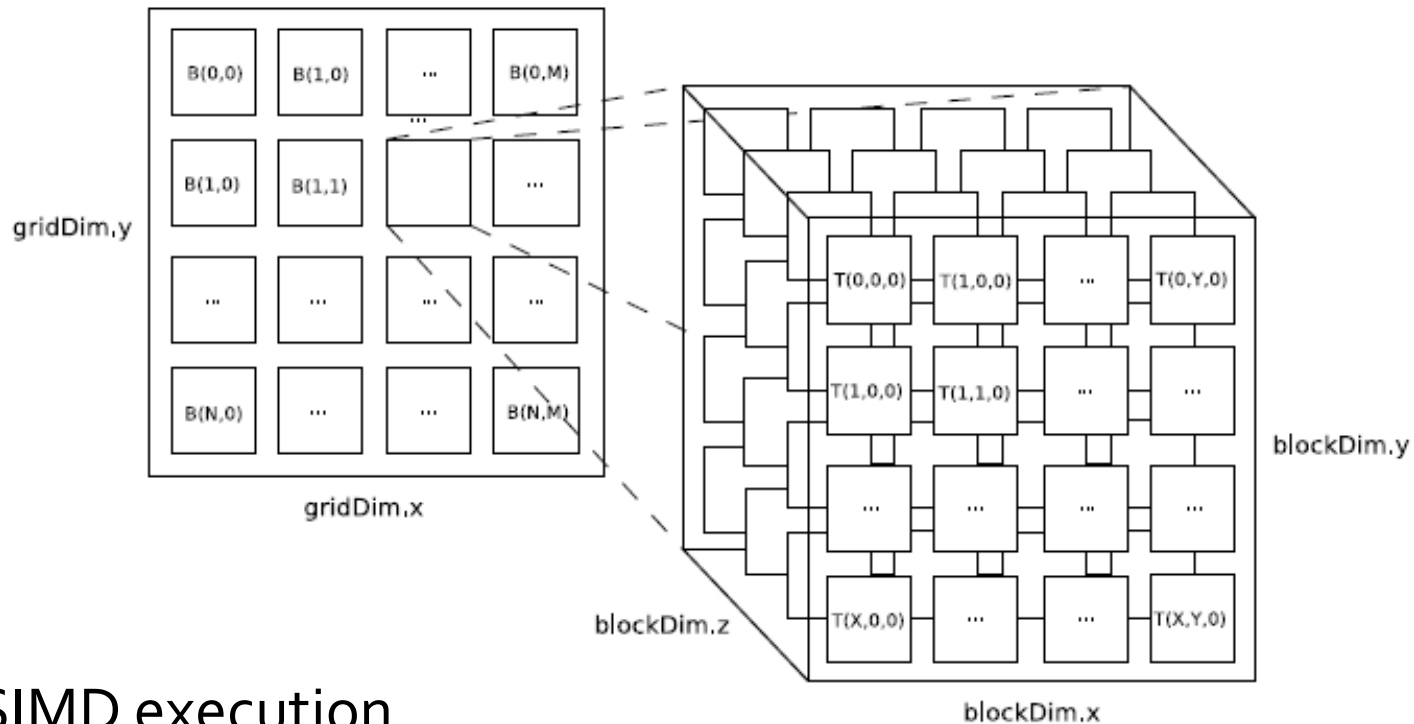 B(0,0) B(1,0) ... B(0,M)
...
B(1,0) B(1,1) ...
gridDim.y
... ... ... ...
B(N,0) ... ... B(N,M)
gridDim.x
T(0,0,0) T(1,0,0) ... T(0,Y,0)
T(1,0,0) T(1,1,0) ... ...
blockDim.y
... ... ... ...
T(X,0,0) ... ... T(X,Y,0)
blockDim.z
blockDim.x
SIMD execution